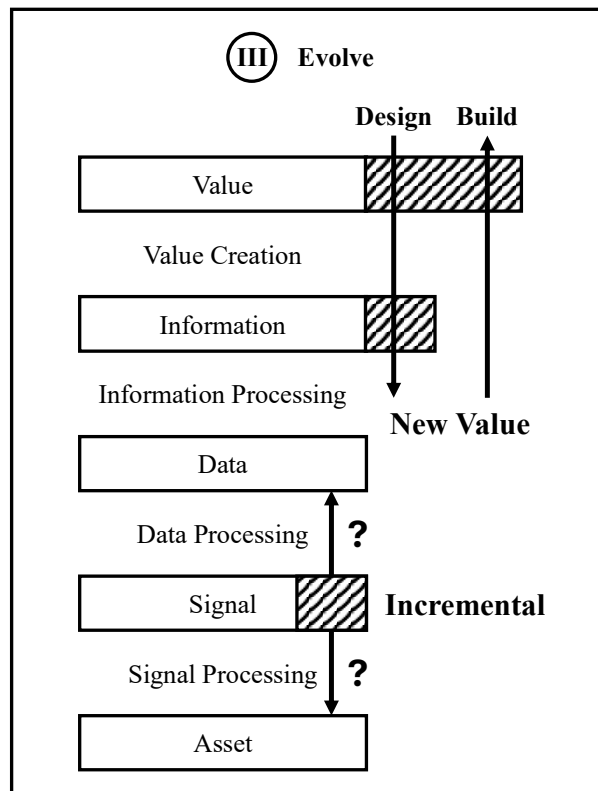 III Evolve
Design Build
Value
Value Creation
Information
Information Processing
New Value
Data
Data Processing ?
Signal Incremental
Signal Processing ?
Asset